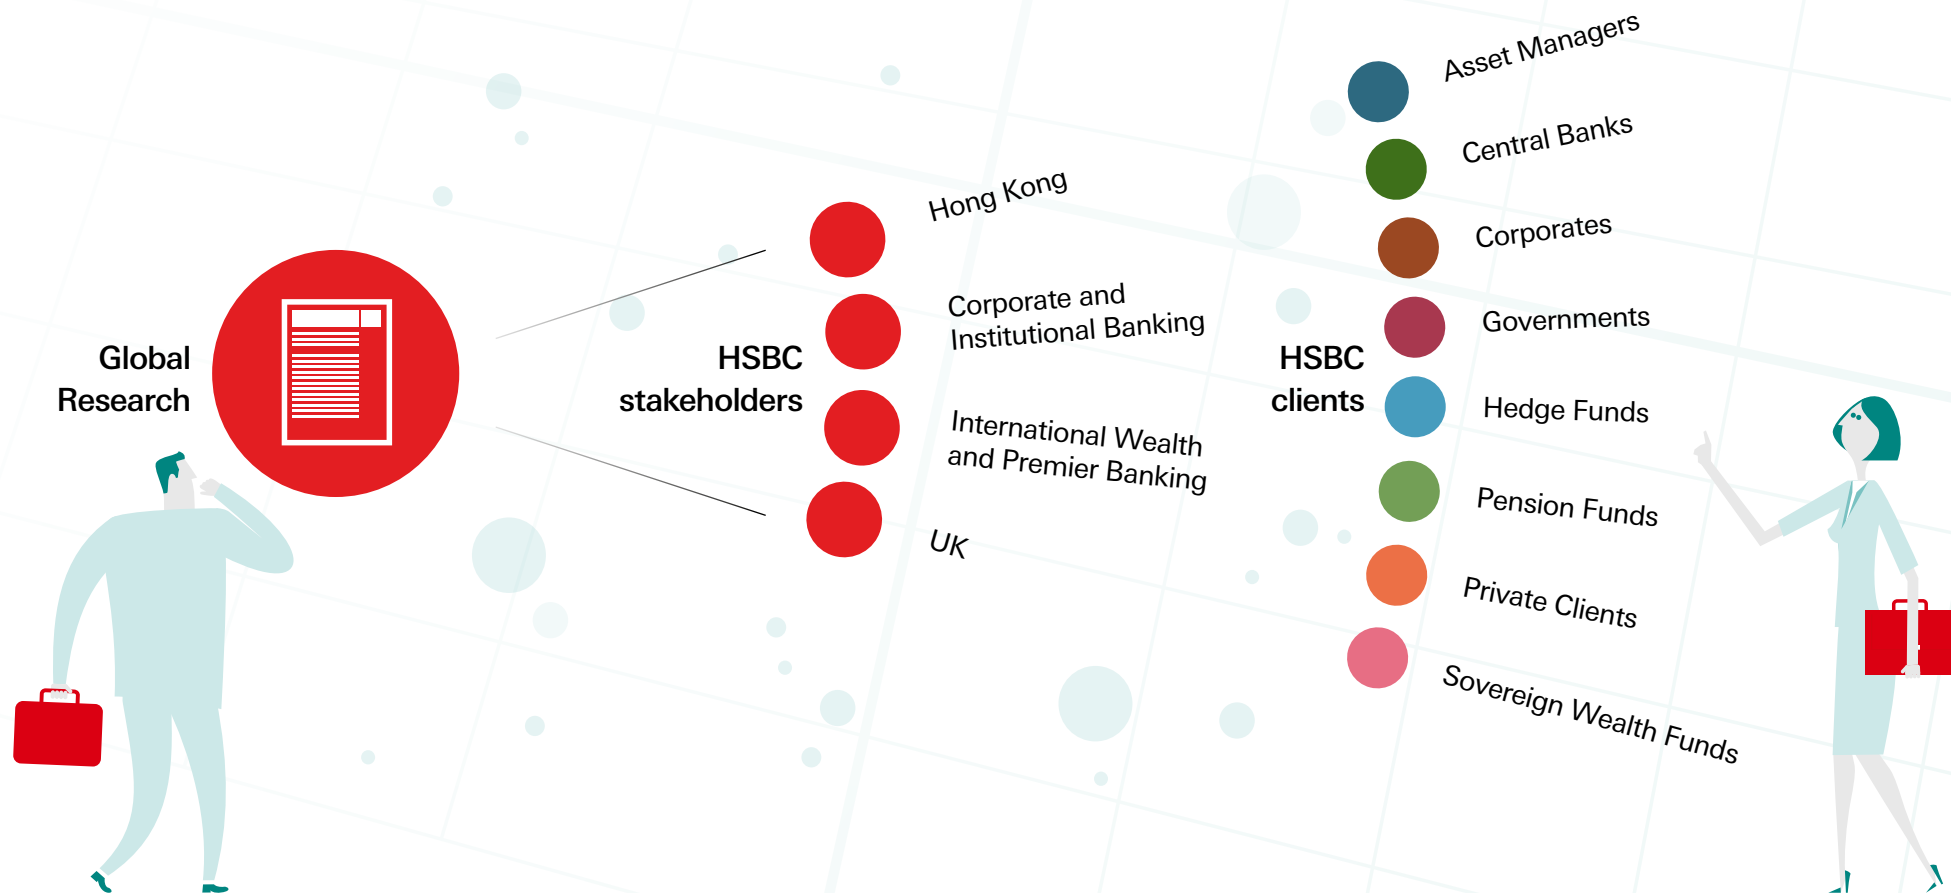 Global
Research
HSBC
stakeholders
Hong Kong
Corporate and
Institutional Banking
International Wealth
and Premier Banking
UK
HSBC
clients
Asset Managers
Central Banks
Corporates
Governments
Hedge Funds
Pension Funds
Private Clients
Sovereign Wealth Funds